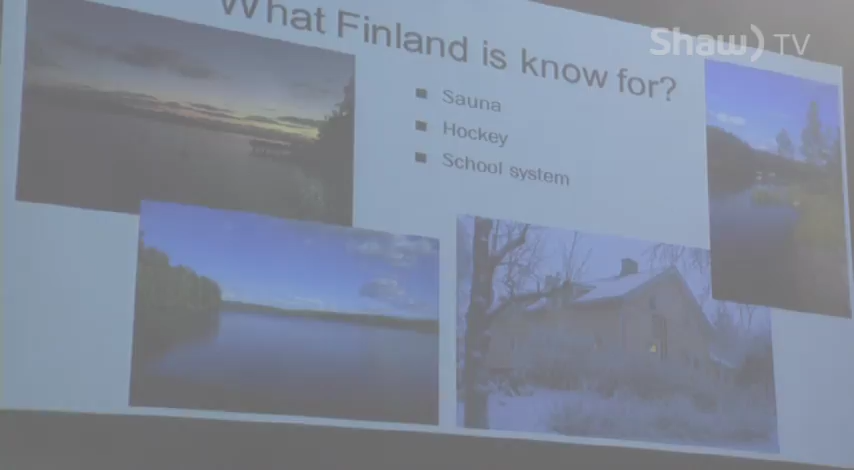 What Finland is know for?
Shaw) TV
Sauna
Hockey
School system